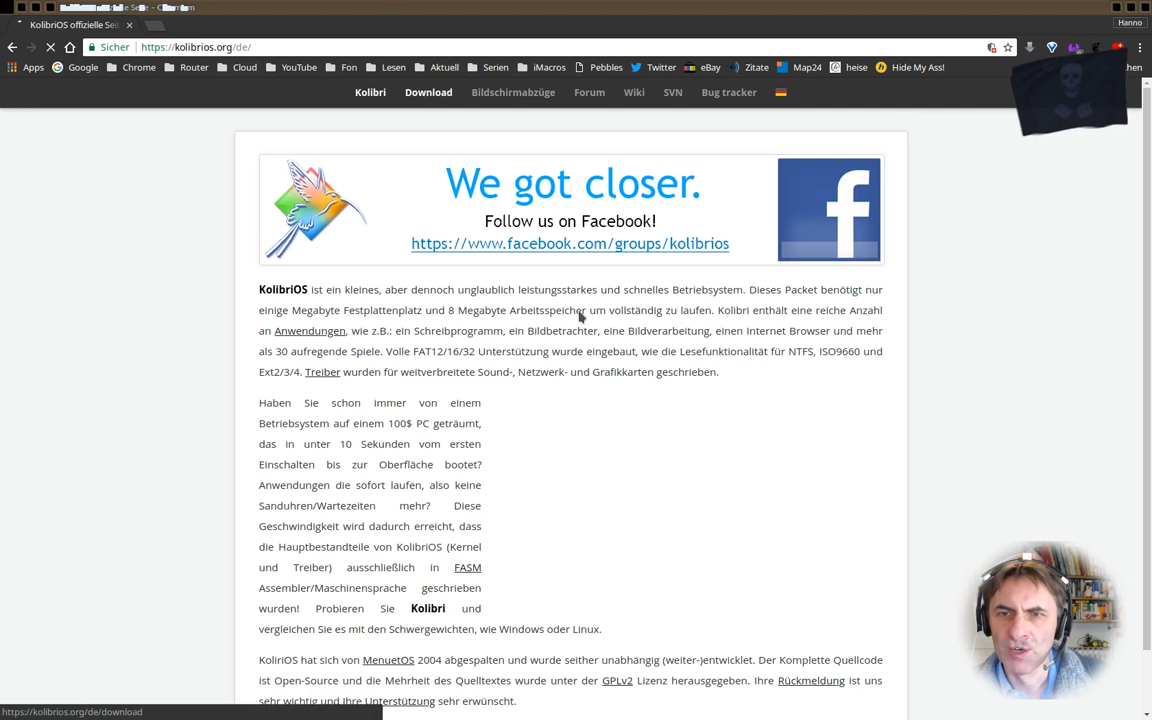 KolibriOS offizielle Seit
Hanno
Sicher https://kolibrios.org/de/
Apps Google Chrome Router Cloud YouTube Fon Lesen Aktuell Serien iMacros Pebbles Twitter eBay Zitate Map24 heise Hide My Ass!
Kolibri Download Bildschirmabzüge Forum Wiki SVN Bug tracker
We got closer.
Follow us on Facebook!
https://www.facebook.com/groups/kolibrios
KolibriOS ist ein kleines, aber dennoch unglaublich leistungsstarkes und schnelles Betriebsystem. Dieses Packet benötigt nur
einige Megabyte Festplattenplatz und 8 Megabyte Arbeitsspeicher um vollständig zu laufen. Kolibri enthält eine reiche Anzahl
an Anwendungen, wie z.B.: ein Schreibprogramm, ein Bildbetrachter, eine Bildverarbeitung, einen Internet Browser und mehr
als 30 aufregende Spiele. Volle FAT12/16/32 Unterstützung wurde eingebaut, wie die Lesefunktionalität für NTFS, ISO9660 und
Ext2/3/4. Treiber wurden für weitverbreitete Sound-, Netzwerk- und Grafikkarten geschrieben.
Haben Sie schon immer von einem
Betriebsystem auf einem 100$ PC geträumt,
das in unter 10 Sekunden vom ersten
Einschalten bis zur Oberfläche bootet?
Anwendungen die sofort laufen, also keine
Sanduhren/Wartezeiten mehr? Diese
Geschwindigkeit wird dadurch erreicht, dass
die Hauptbestandteile von KolibriOS (Kernel
und Treiber) ausschließlich in FASM
Assembler/Maschinensprache geschrieben
wurden! Probieren Sie Kolibri und
vergleichen Sie es mit den Schwergewichten, wie Windows oder Linux.
KoliriOS hat sich von MenuetOS 2004 abgespalten und wurde seither unabhängig (weiter-)entwicklet. Der Komplette Quellcode
ist Open-Source und die Mehrheit des Quelltextes wurde unter der GPLv2 Lizenz herausgegeben. Ihre Rückmeldung ist uns
sehr wichtig und Ihre Unterstützung sehr erwünscht.
https://kolibrios.org/de/download